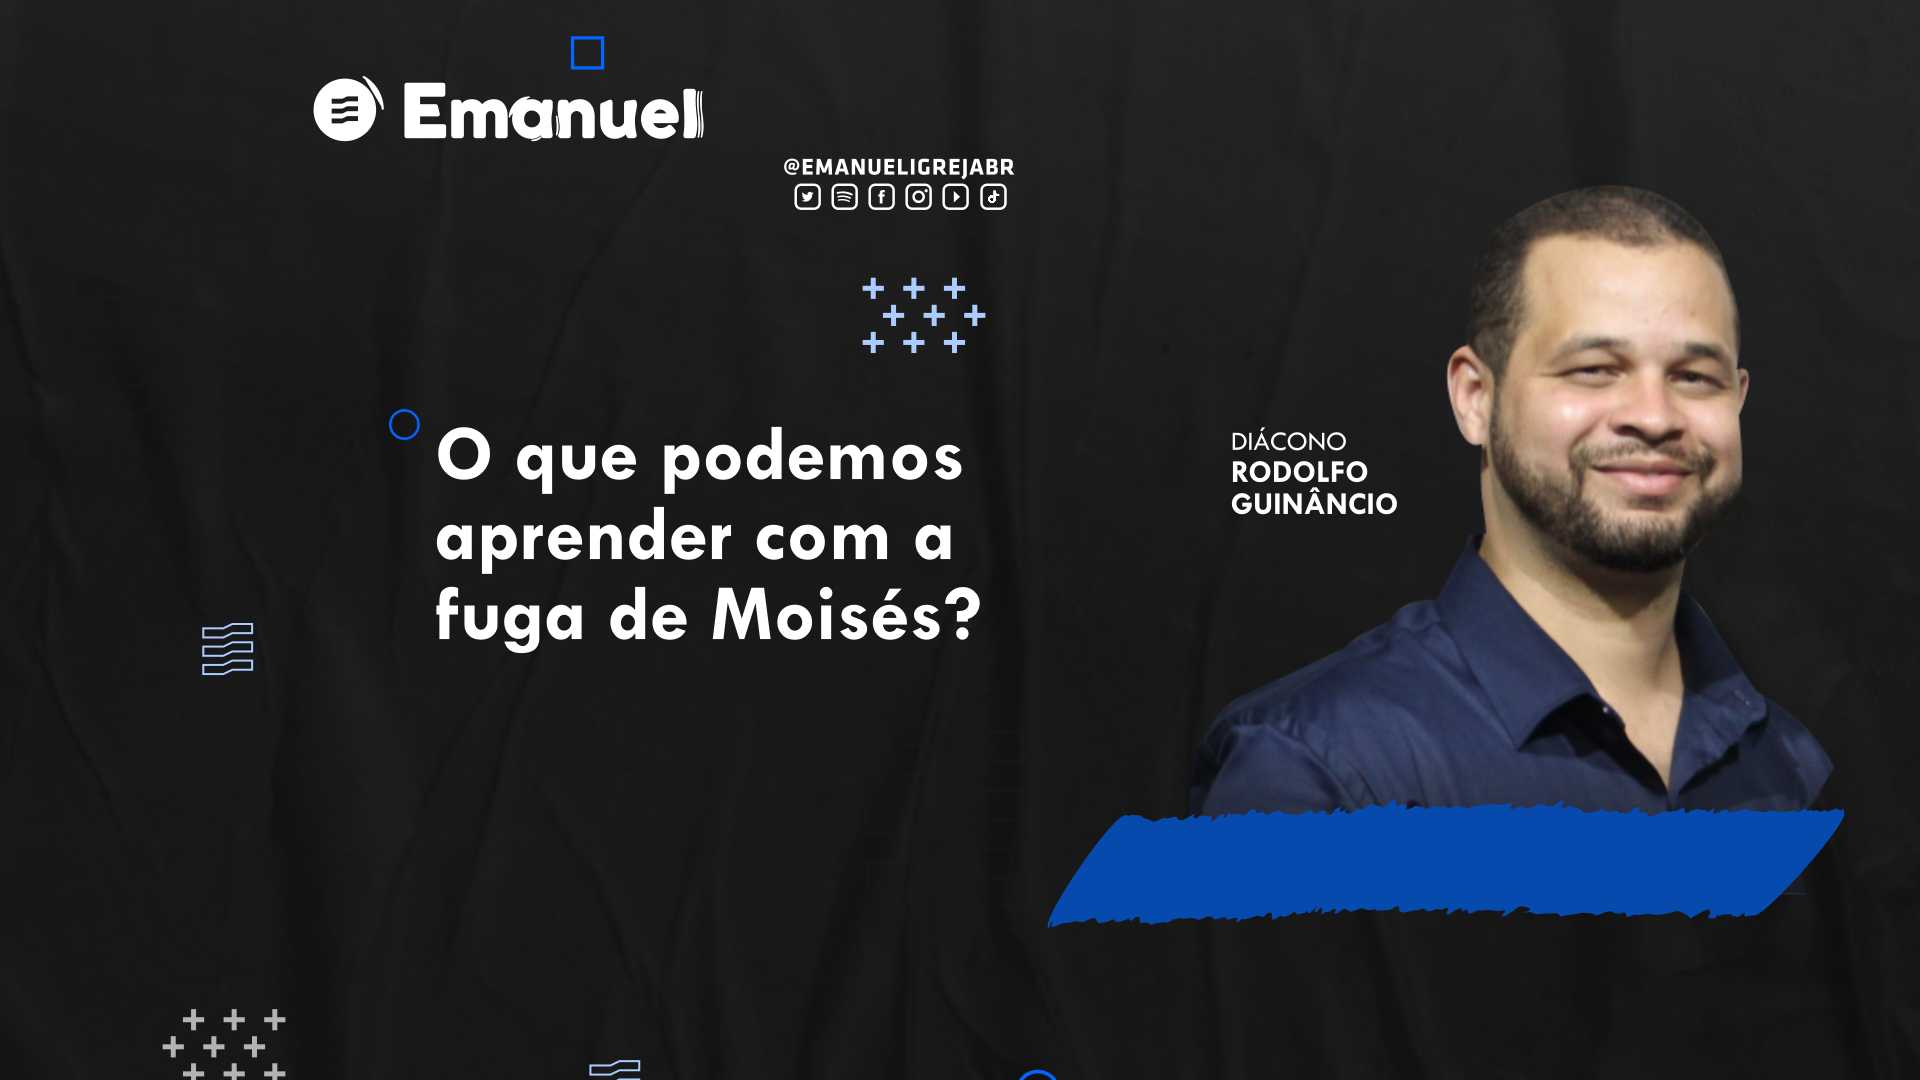 Emanuel
@EMANUELIGREJABR
O que podemos
aprender com a
fuga de Moisés?
DIÁCONO
RODOLFO
GUINÂNCIO